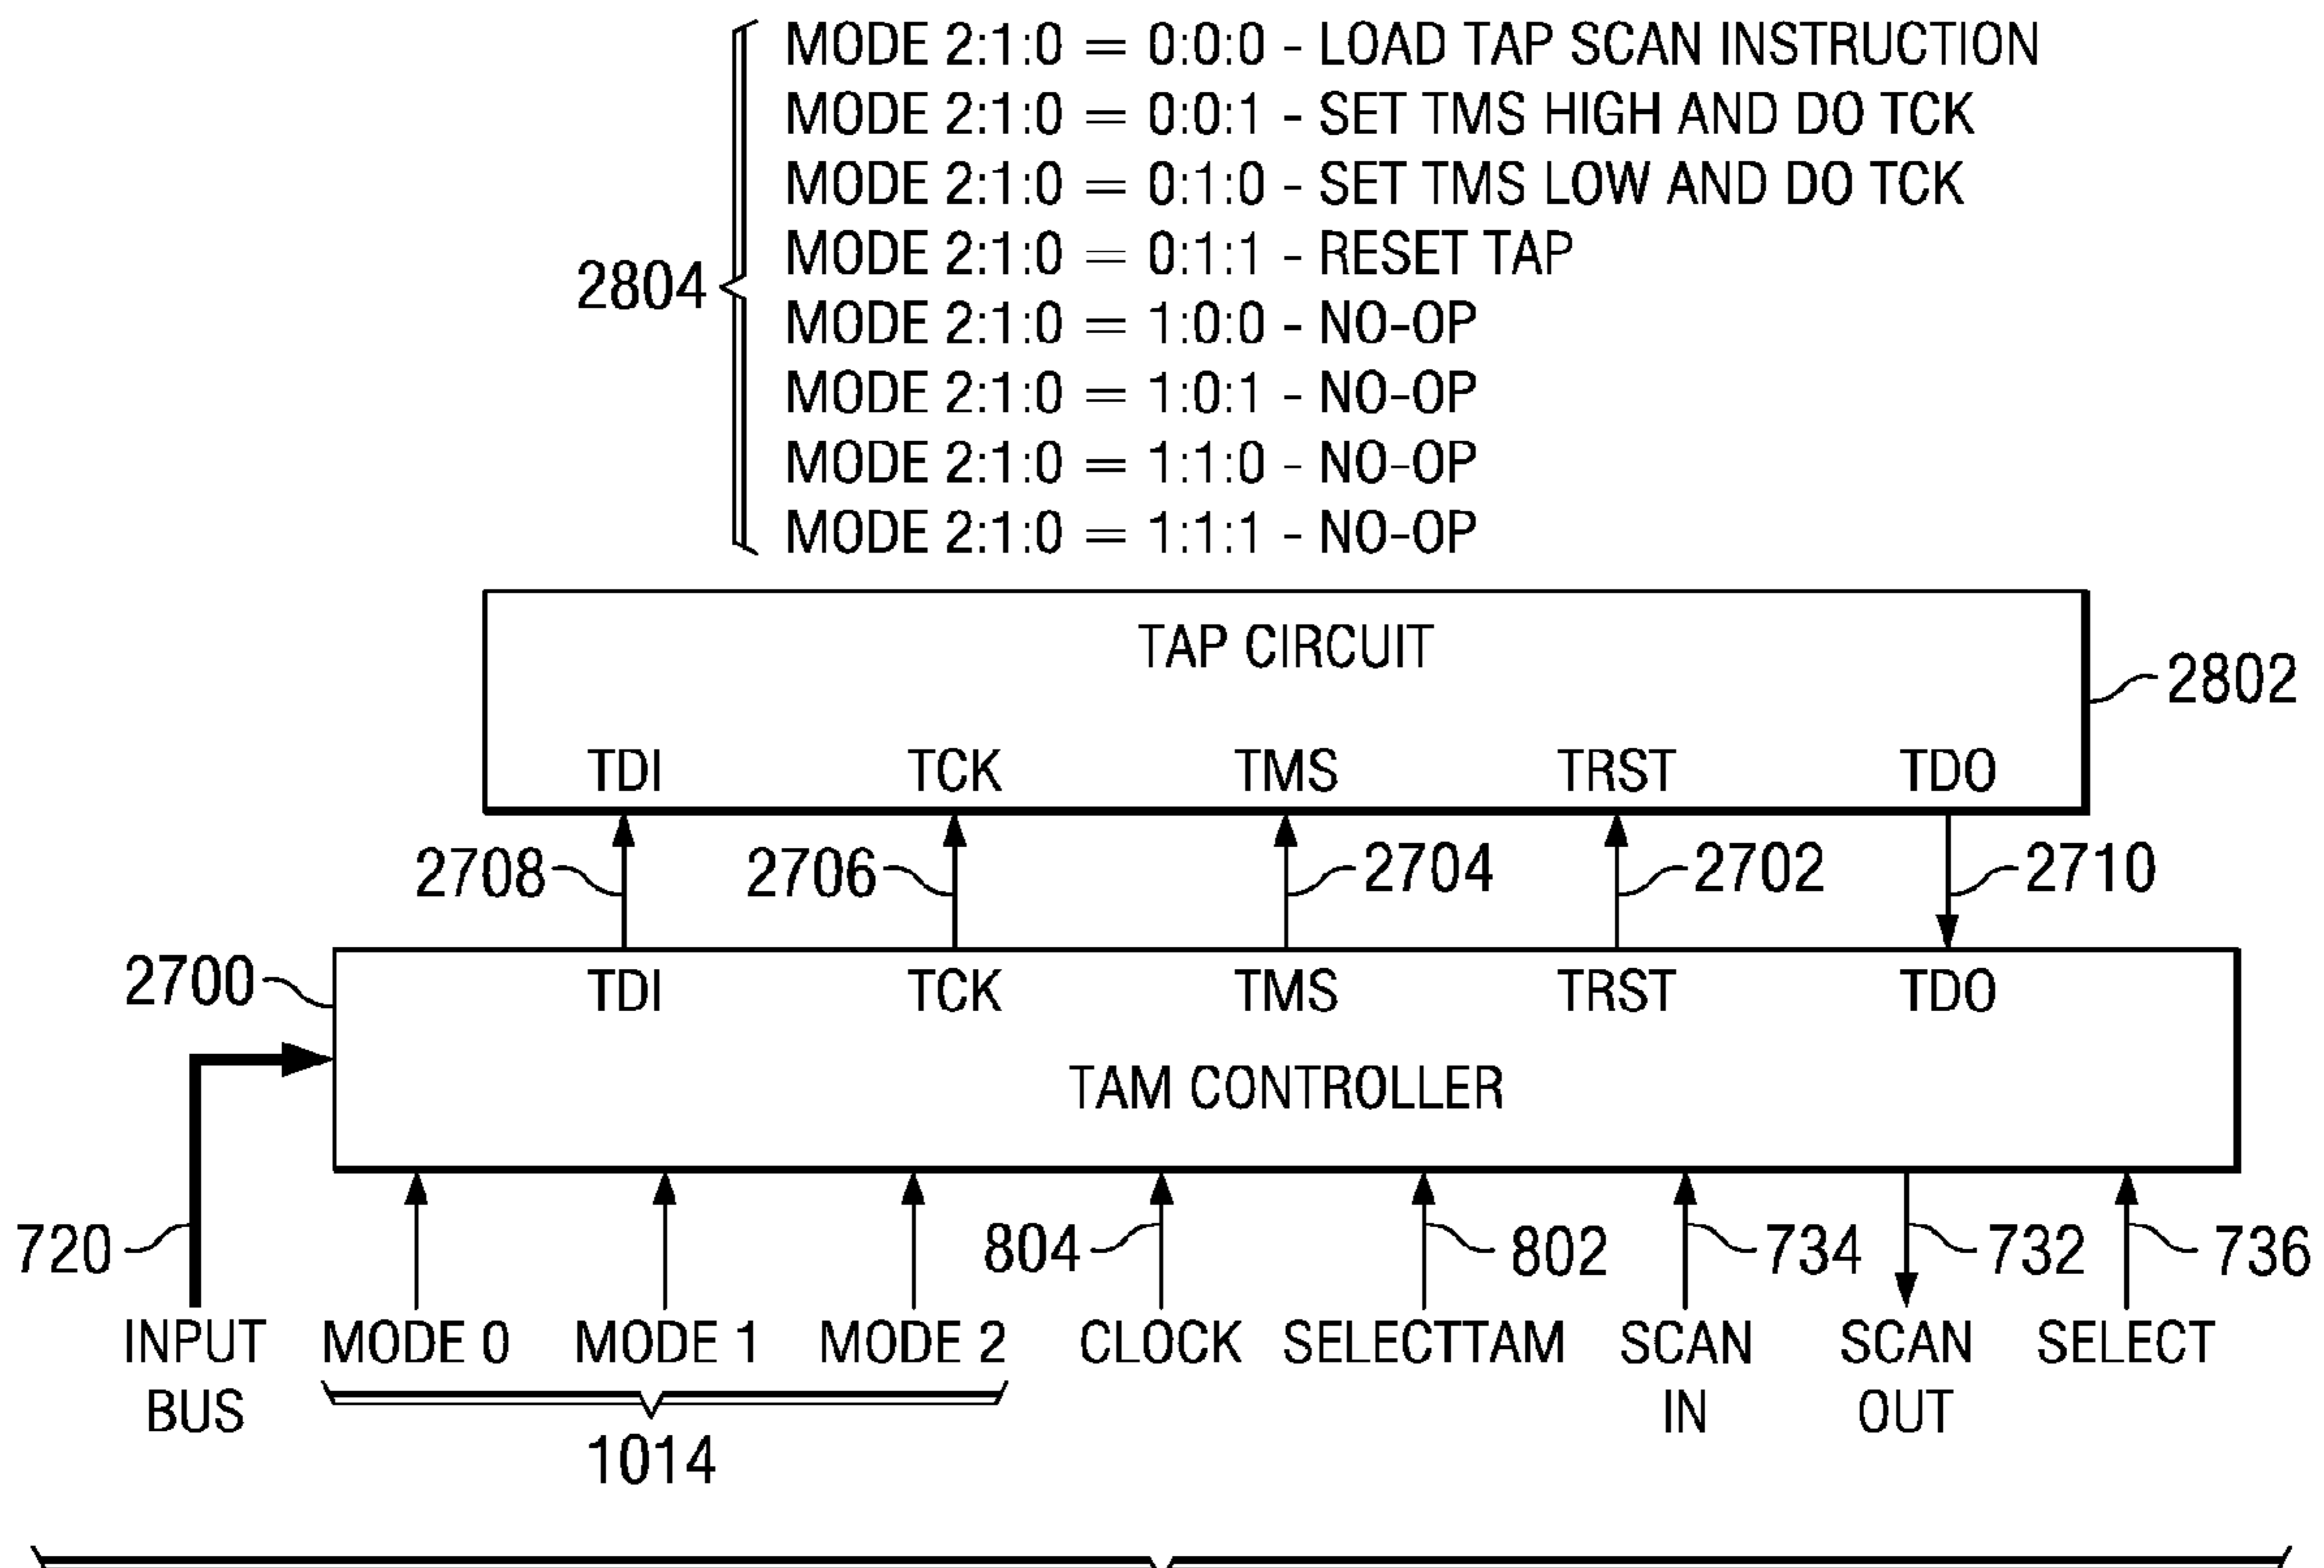 MODE 2:1:0 = 0:0:0 - LOAD TAP SCAN INSTRUCTION
MODE 2:1:0 = 0:0:1 - SET TMS HIGH AND DO TCK
MODE 2:1:0 = 0:1:0 - SET TMS LOW AND DO TCK
MODE 2:1:0 = 0:1:1 - RESET TAP
2804
MODE 2:1:0 = 1:0:0 - NO-OP
MODE 2:1:0 = 1:0:1 - NO-OP
MODE 2:1:0 = 1:1:0 - NO-OP
MODE 2:1:0 = 1:1:1 - NO-OP
TAP CIRCUIT
2802
TDI TCK TMS TRST TDO
2708 2706 2704 2702 2710
2700
TDI TCK TMS TRST TDO
TAM CONTROLLER
720 804 802 734 732 736
INPUT BUS
MODE 0 MODE 1 MODE 2 CLOCK SELECTTAM
SCAN IN
SCAN OUT
SELECT
1014